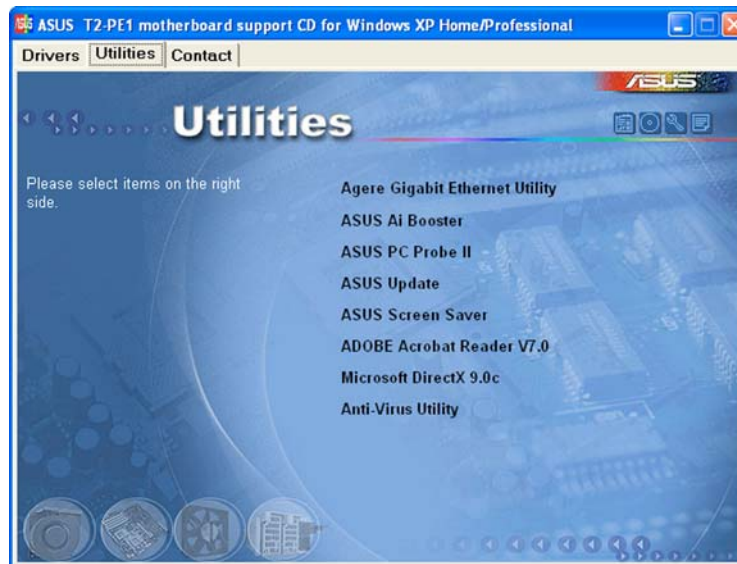 ASUS T2-PE1 motherboard support CD for Windows XP Home/Professional
Drivers Utilities Contact
ASUS
Utilities
Please select items on the right
side.
Agere Gigabit Ethernet Utility
ASUS Ai Booster
ASUS PC Probe II
ASUS Update
ASUS Screen Saver
ADOBE Acrobat Reader V7.0
Microsoft DirectX 9.0c
Anti-Virus Utility